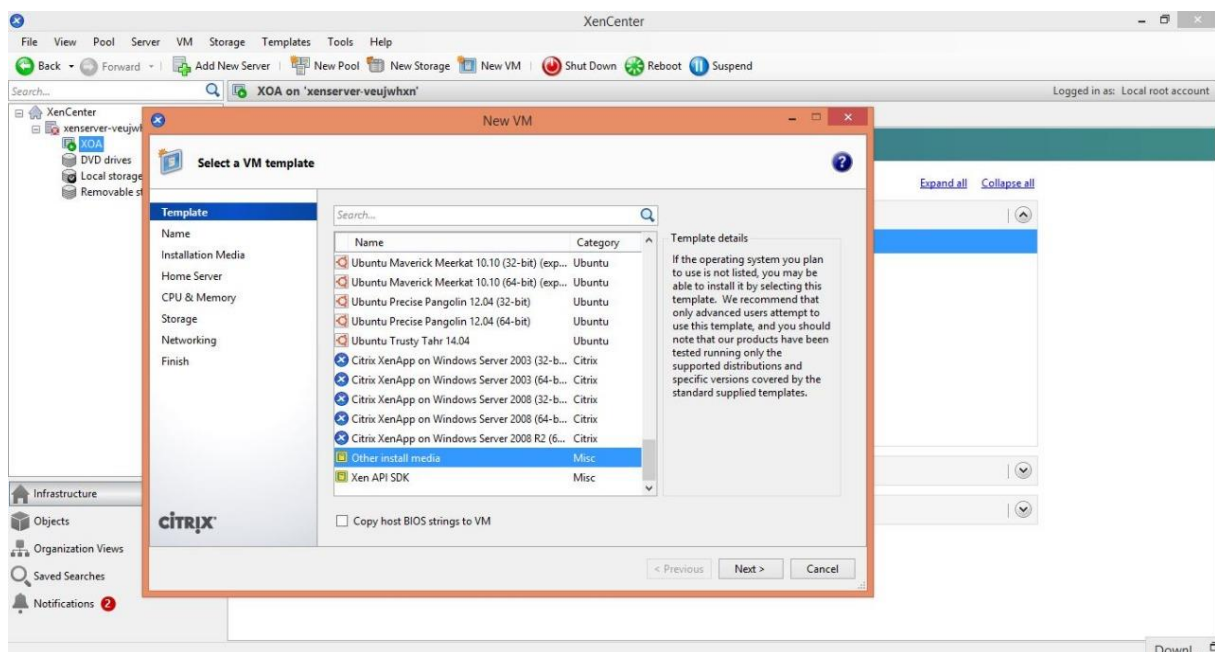 XenCenter
File View Pool Server VM Storage Templates Tools Help
Back Forward Add New Server New Pool New Storage New VM Shut Down Reboot Suspend
Search... XOA on 'xenserver-veujwhxn' Logged in as: Local root account
XenCenter
xenserver-veujwh
XOA
DVD drives
Local storage
Removable st
New VM
Select a VM template
Template
Name
Installation Media
Home Server
CPU & Memory
Storage
Networking
Finish
CİTRIX
Search...
Name Category
Ubuntu Maverick Meerkat 10.10 (32-bit) (exp... Ubuntu
Ubuntu Maverick Meerkat 10.10 (64-bit) (exp... Ubuntu
Ubuntu Precise Pangolin 12.04 (32-bit) Ubuntu
Ubuntu Precise Pangolin 12.04 (64-bit) Ubuntu
Ubuntu Trusty Tahr 14.04 Ubuntu
Citrix XenApp on Windows Server 2003 (32-b... Citrix
Citrix XenApp on Windows Server 2003 (64-b... Citrix
Citrix XenApp on Windows Server 2008 (32-b... Citrix
Citrix XenApp on Windows Server 2008 (64-b... Citrix
Citrix XenApp on Windows Server 2008 R2 (6... Citrix
Other install media Misc
Xen API SDK Misc
Copy host BIOS strings to VM
Template details
If the operating system you plan
to use is not listed, you may be
able to install it by selecting this
template. We recommend that
only advanced users attempt to
use this template, and you should
note that our products have been
tested running only the
supported distributions and
specific versions covered by the
standard supplied templates.
< Previous Next > Cancel
Expand all Collapse all
Infrastructure
Objects
Organization Views
Saved Searches
Notifications 2
Downl